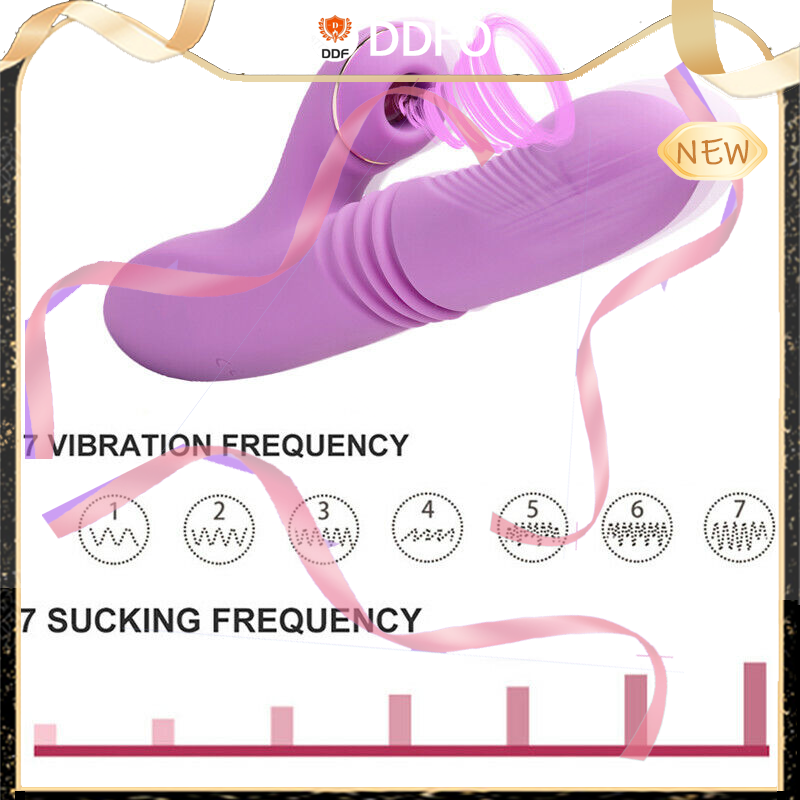 DDF
DDFO
NEW
7 VIBRATION FREQUENCY
1 2 3 4 5 6 7
7 SUCKING FREQUENCY